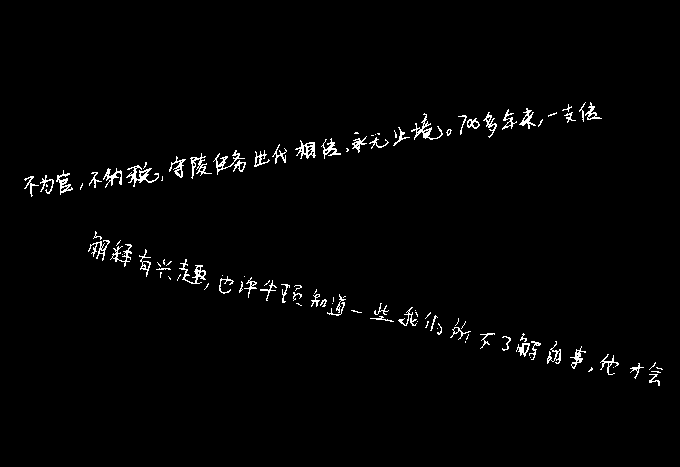 不为官,不纳税,守陵任务世代相传,永无止境。700多年来,一支传
解释有兴趣,也许牛顿知道一些我们所不了解的事,他才会